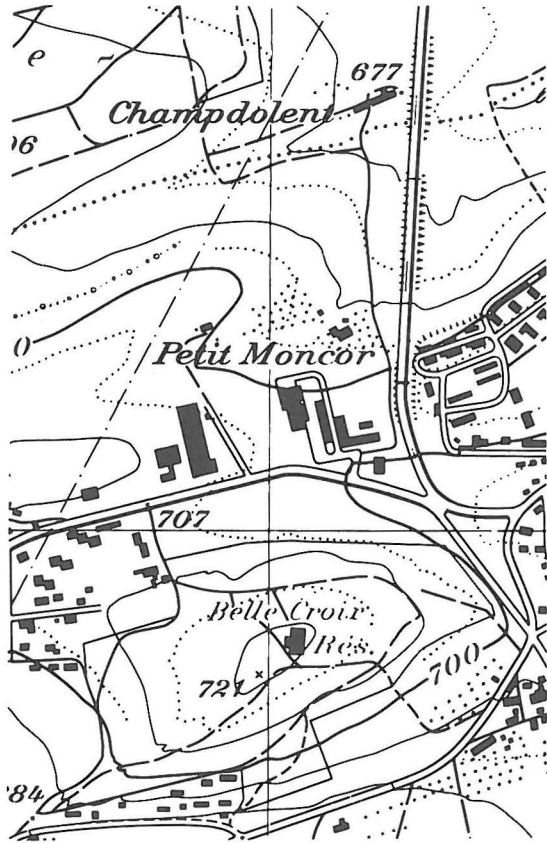 e
677
Champdolent
Petit Moncor
707
Belle Croix
Rés.
721
700